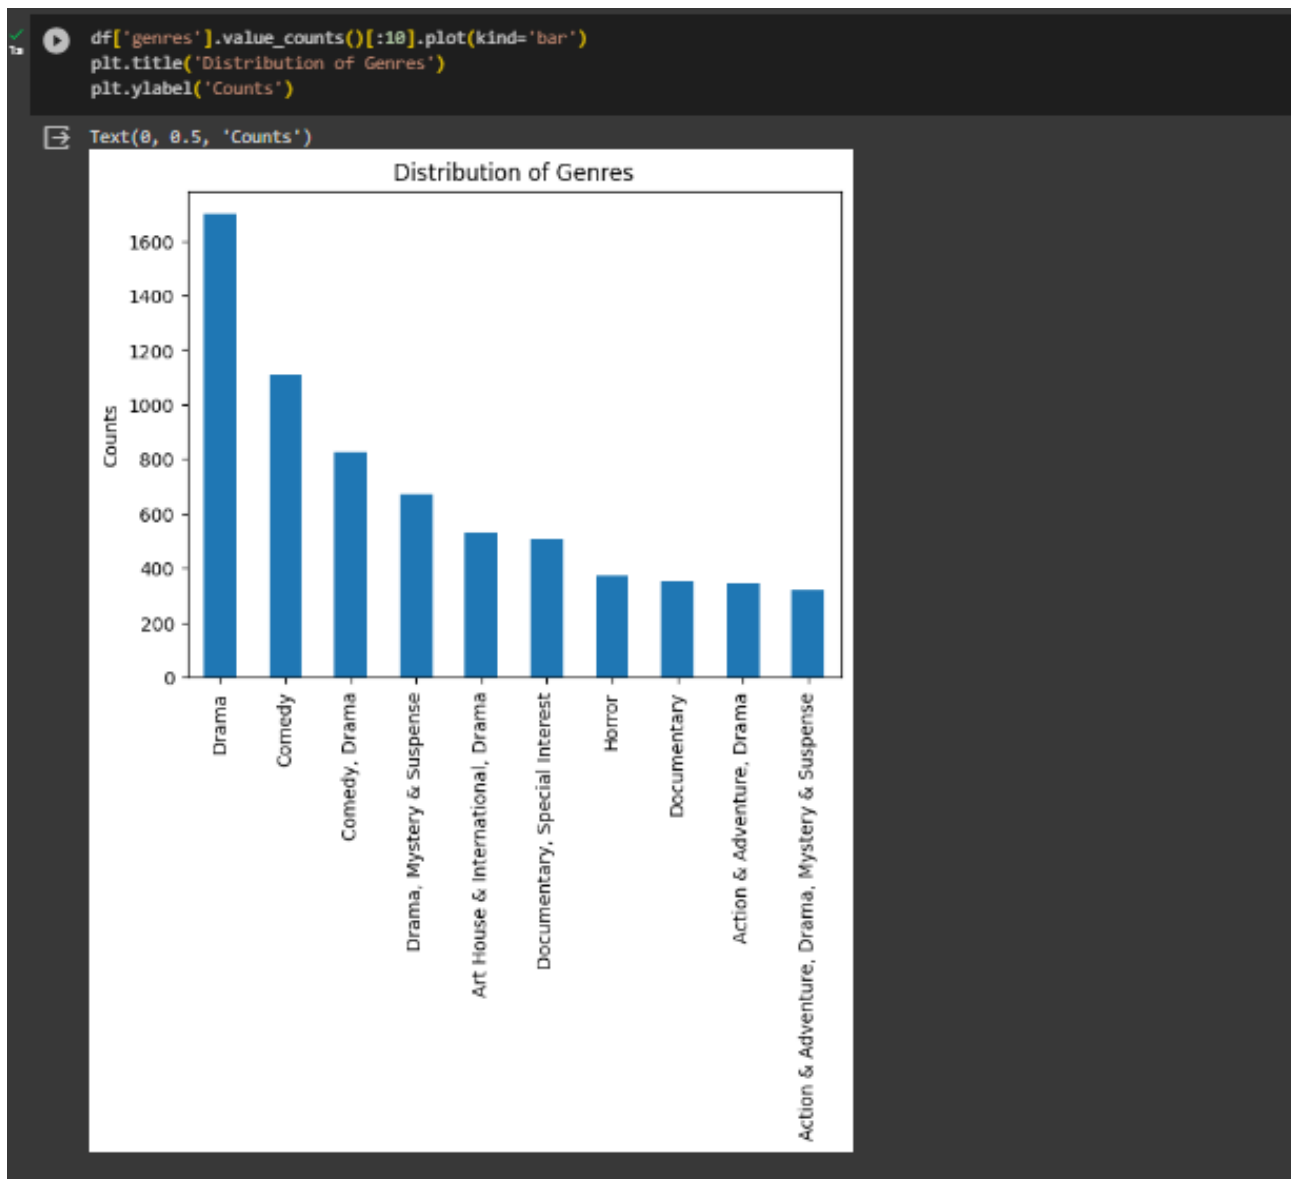 df['genres'].value_counts()[:10].plot(kind='bar')
plt.title('Distribution of Genres')
plt.ylabel('Counts')
Text(0, 0.5, 'Counts')
Distribution of Genres
1600
1400
1200
1000
800
600
400
200
0
Counts
Drama
Comedy
Comedy, Drama
Drama, Mystery & Suspense
Art House & International, Drama
Documentary, Special Interest
Horror
Documentary
Action & Adventure, Drama
Action & Adventure, Drama, Mystery & Suspense